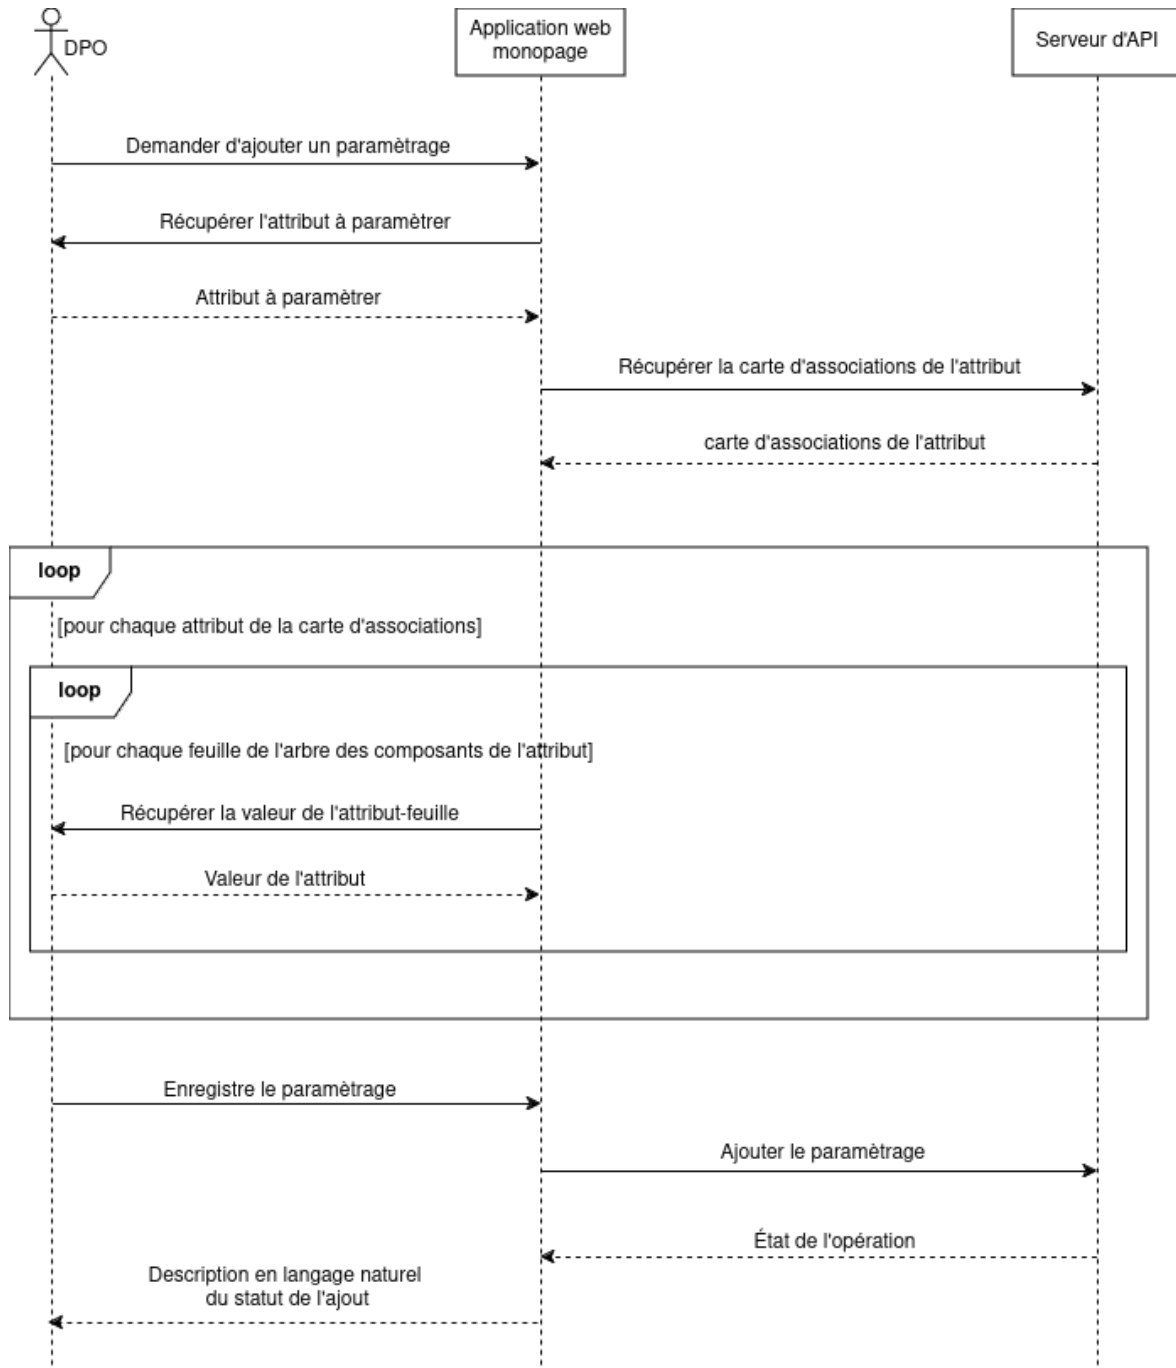 DPO
Application web
monopage
Serveur d'API
Demander d'ajouter un paramètrage
Récupérer l'attribut à paramètrer
Attribut à paramètrer
Récupérer la carte d'associations de l'attribut
carte d'associations de l'attribut
loop
[pour chaque attribut de la carte d'associations]
loop
[pour chaque feuille de l'arbre des composants de l'attribut]
Récupérer la valeur de l'attribut-feuille
Valeur de l'attribut
Enregistre le paramètrage
Ajouter le paramètrage
État de l'opération
Description en langage naturel
du statut de l'ajout